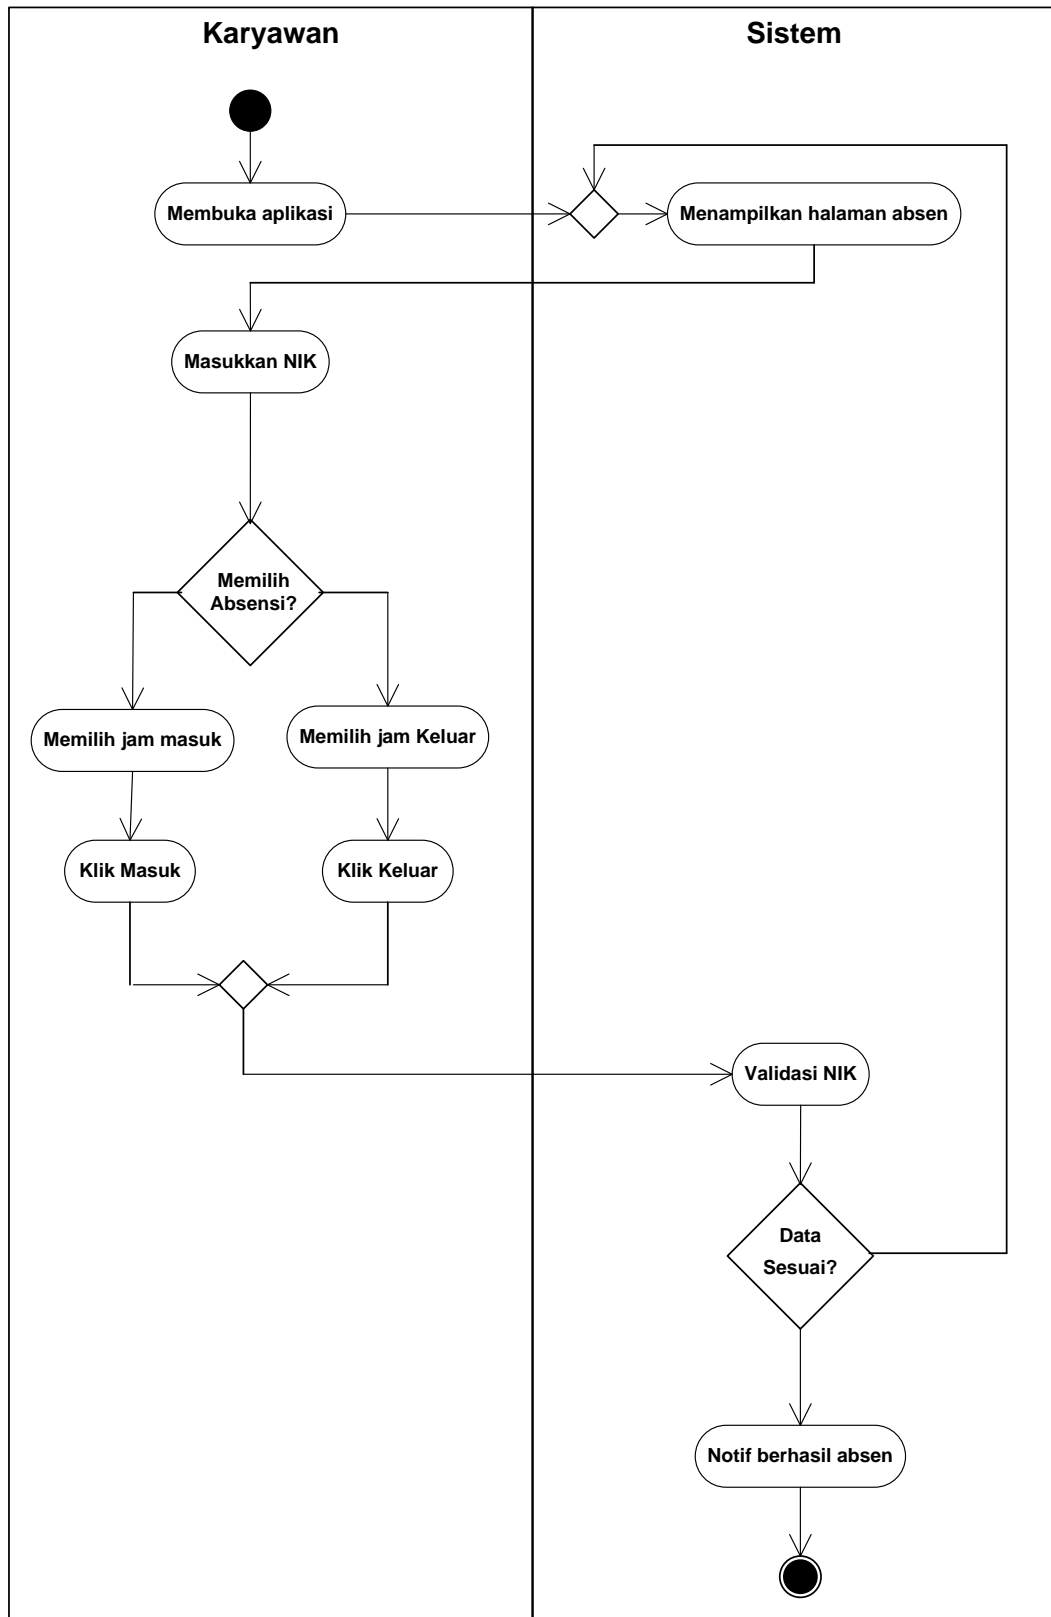 Karyawan
Sistem
Membuka aplikasi
Menampilkan halaman absen
Masukkan NIK
Memilih
Absensi?
Memilih jam masuk
Memilih jam Keluar
Klik Masuk
Klik Keluar
Validasi NIK
Data
Sesuai?
Notif berhasil absen